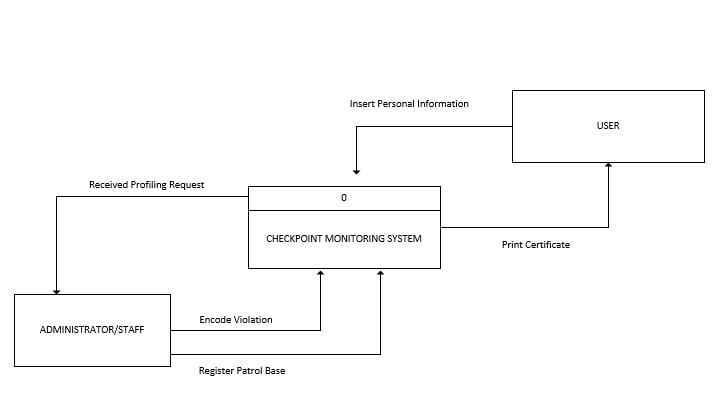 Insert Personal Information
USER
Received Profiling Request
0
CHECKPOINT MONITORING SYSTEM
Print Certificate
Encode Violation
ADMINISTRATOR/STAFF
Register Patrol Base